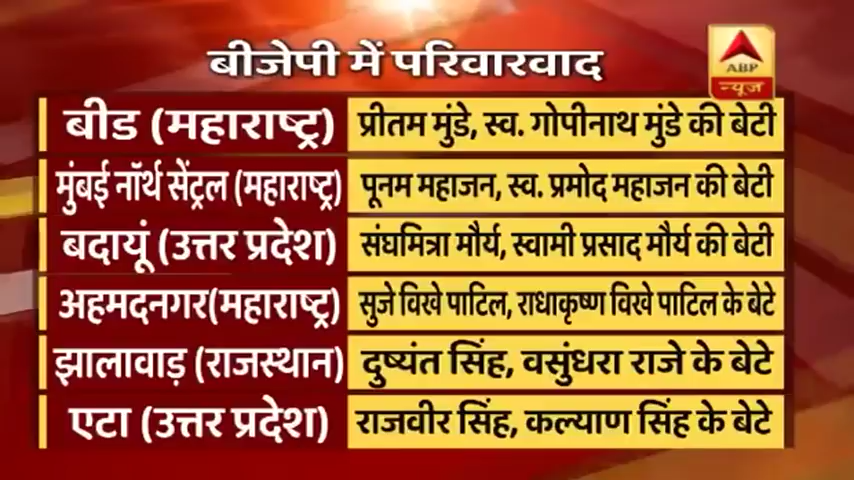 बीजेपी में परिवारवाद
ABP
न्यूज़
बीड (महाराष्ट्र) प्रीतम मुंडे, स्व. गोपीनाथ मुंडे की बेटी
मुंबई नॉर्थ सेंट्रल (महाराष्ट्र) पूनम महाजन, स्व. प्रमोद महाजन की बेटी
बदायूं (उत्तर प्रदेश) संघमित्रा मौर्य, स्वामी प्रसाद मौर्य की बेटी
अहमदनगर(महाराष्ट्र) सुजे विखे पाटिल, राधाकृष्ण विखे पाटिल के बेटे
झालावाड़ (राजस्थान) दुष्यंत सिंह, वसुंधरा राजे के बेटे
एटा (उत्तर प्रदेश) राजवीर सिंह, कल्याण सिंह के बेटे